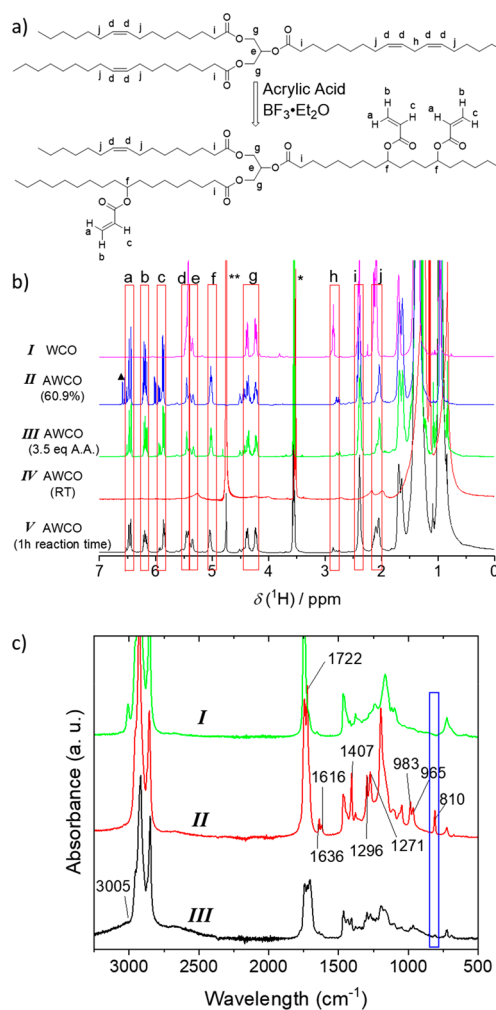 a)
d d
j j i
O
O
g
e
O
O
i j d d h d d j
d d
j j i
O
O
g
Acrylic Acid
BF₃•Et₂O
b b
H H H H
a H c a H c
O O
O O
d d
j j i
O
O
g
e
O
O
i f f
f
i
O
O
g
O
O
H H
a c
H
b
b)
a b c d e f ** g * h i j
I WCO
II AWCO
(60.9%)
III AWCO
(3.5 eq A.A.)
IV AWCO
(RT)
V AWCO
(1h reaction time)
7 6 5 4 3 2 1 0
δ (¹H) / ppm
c)
Absorbance (a. u.)
1722
I
1407
1616
983
965
810
II
1636
1296
1271
3005
III
3000 2500 2000 1500 1000 500
Wavelength (cm⁻¹)